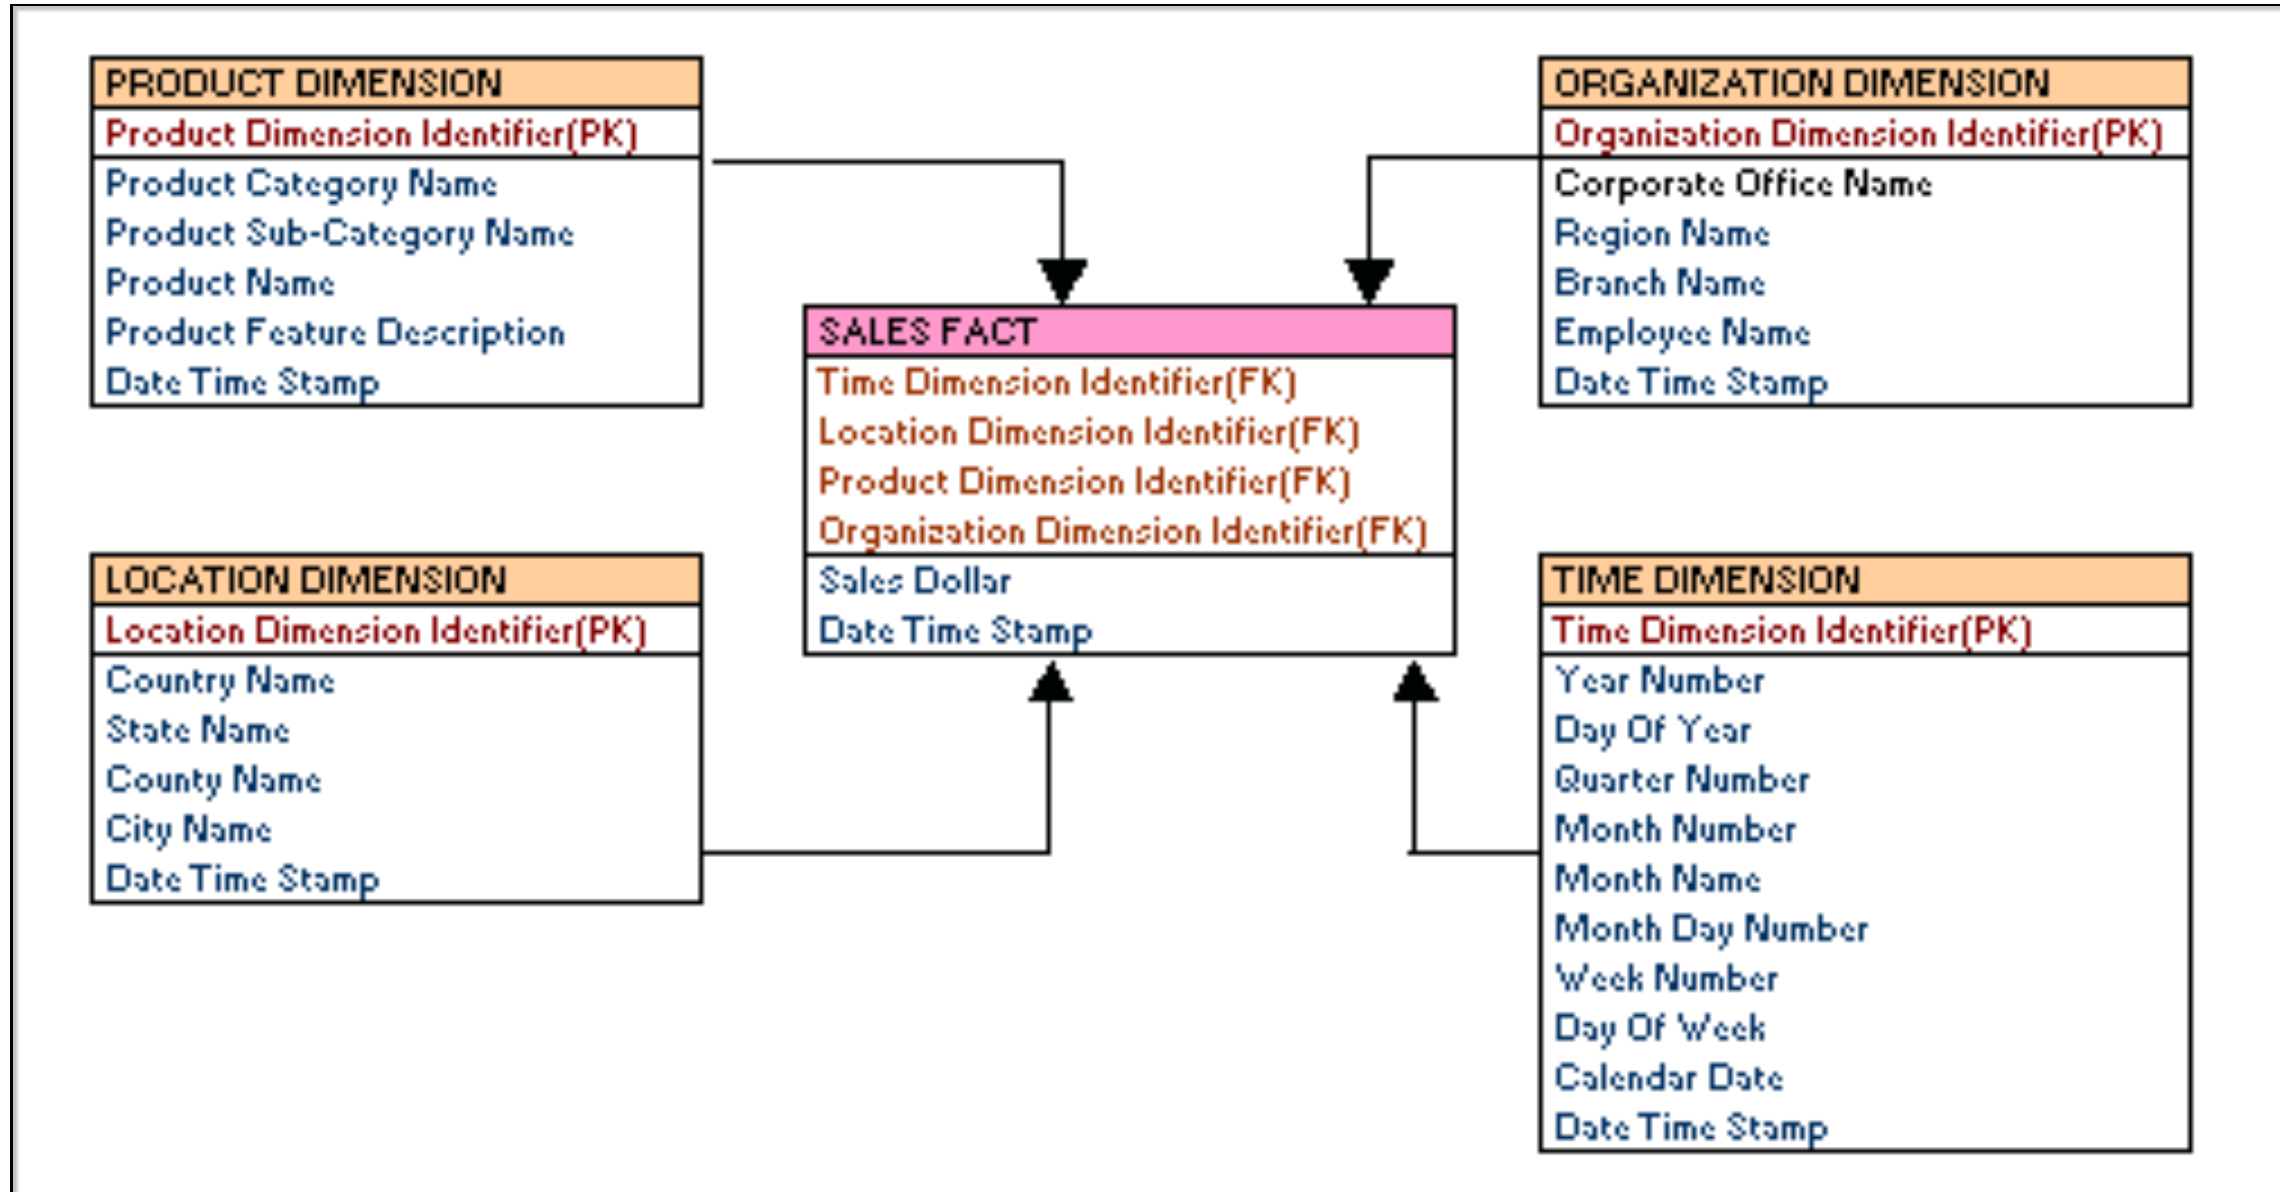 PRODUCT DIMENSION
Product Dimension Identifier(PK)
Product Category Name
Product Sub-Category Name
Product Name
Product Feature Description
Date Time Stamp
ORGANIZATION DIMENSION
Organization Dimension Identifier(PK)
Corporate Office Name
Region Name
Branch Name
Employee Name
Date Time Stamp
SALES FACT
Time Dimension Identifier(FK)
Location Dimension Identifier(FK)
Product Dimension Identifier(FK)
Organization Dimension Identifier(FK)
Sales Dollar
Date Time Stamp
LOCATION DIMENSION
Location Dimension Identifier(PK)
Country Name
State Name
County Name
City Name
Date Time Stamp
TIME DIMENSION
Time Dimension Identifier(PK)
Year Number
Day Of Year
Quarter Number
Month Number
Month Name
Month Day Number
Week Number
Day Of Week
Calendar Date
Date Time Stamp